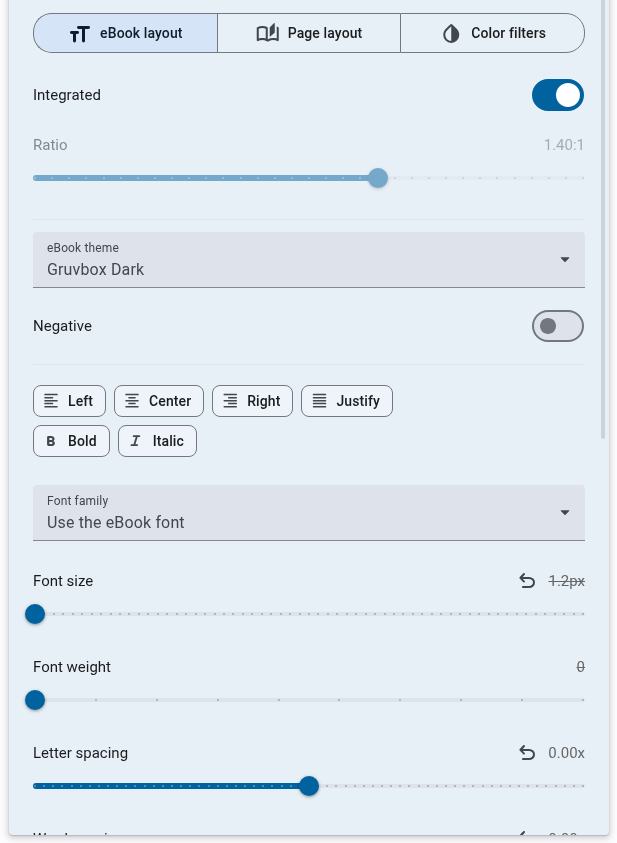 eBook layout
Page layout
Color filters
Integrated
Ratio 1.40:1
eBook theme
Gruvbox Dark
Negative
Left Center Right Justify
B Bold I Italic
Font family
Use the eBook font
Font size 1.2px
Font weight 0
Letter spacing 0.00x